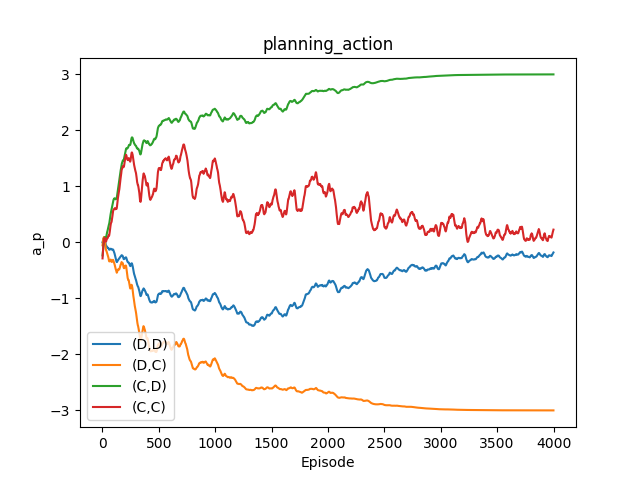 planning_action
a_p
3
2
1
0
−1
−2
−3
(D,D)
(D,C)
(C,D)
(C,C)
0 500 1000 1500 2000 2500 3000 3500 4000
Episode